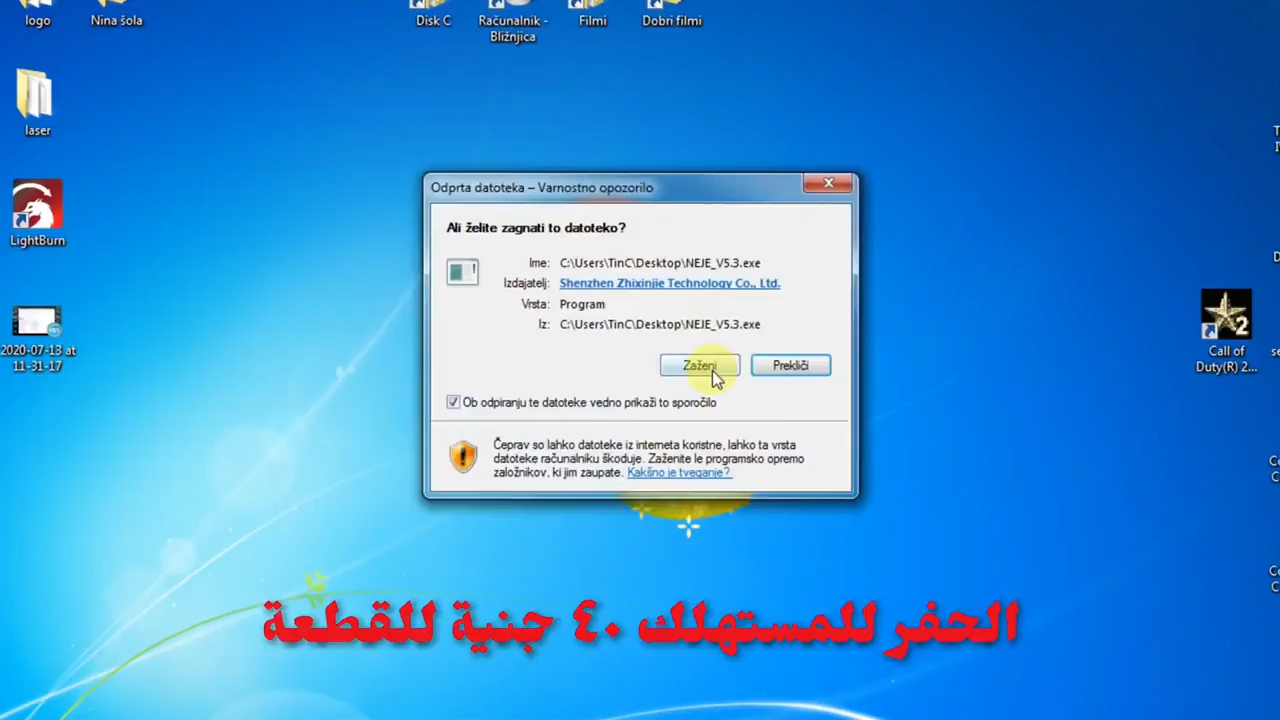 logo
Nina šola
Disk C
Računalnik -
Bližnjica
Filmi
Dobri filmi
laser
LightBurn
2020-07-13 at
11-31-17
Odprta datoteka – Varnostno opozorilo
Ali želite zagnati to datoteko?
Ime: C:\Users\TinC\Desktop\NEJE_V5.3.exe
Izdajatelj: Shenzhen Zhixinjie Technology Co., Ltd.
Vrsta: Program
Iz: C:\Users\TinC\Desktop\NEJE_V5.3.exe
Zaženi
Prekliči
Ob odpiranju te datoteke vedno prikaži to sporočilo
Čeprav so lahko datoteke iz interneta koristne, lahko ta vrsta
datoteke računalniku škoduje. Zaženite le programsko opremo
založnikov, ki jim zaupate. Kakšno je tveganje?
2
Call of
Duty(R) 2...
الحفر للمستهلك ٤٠ جنية للقطعة